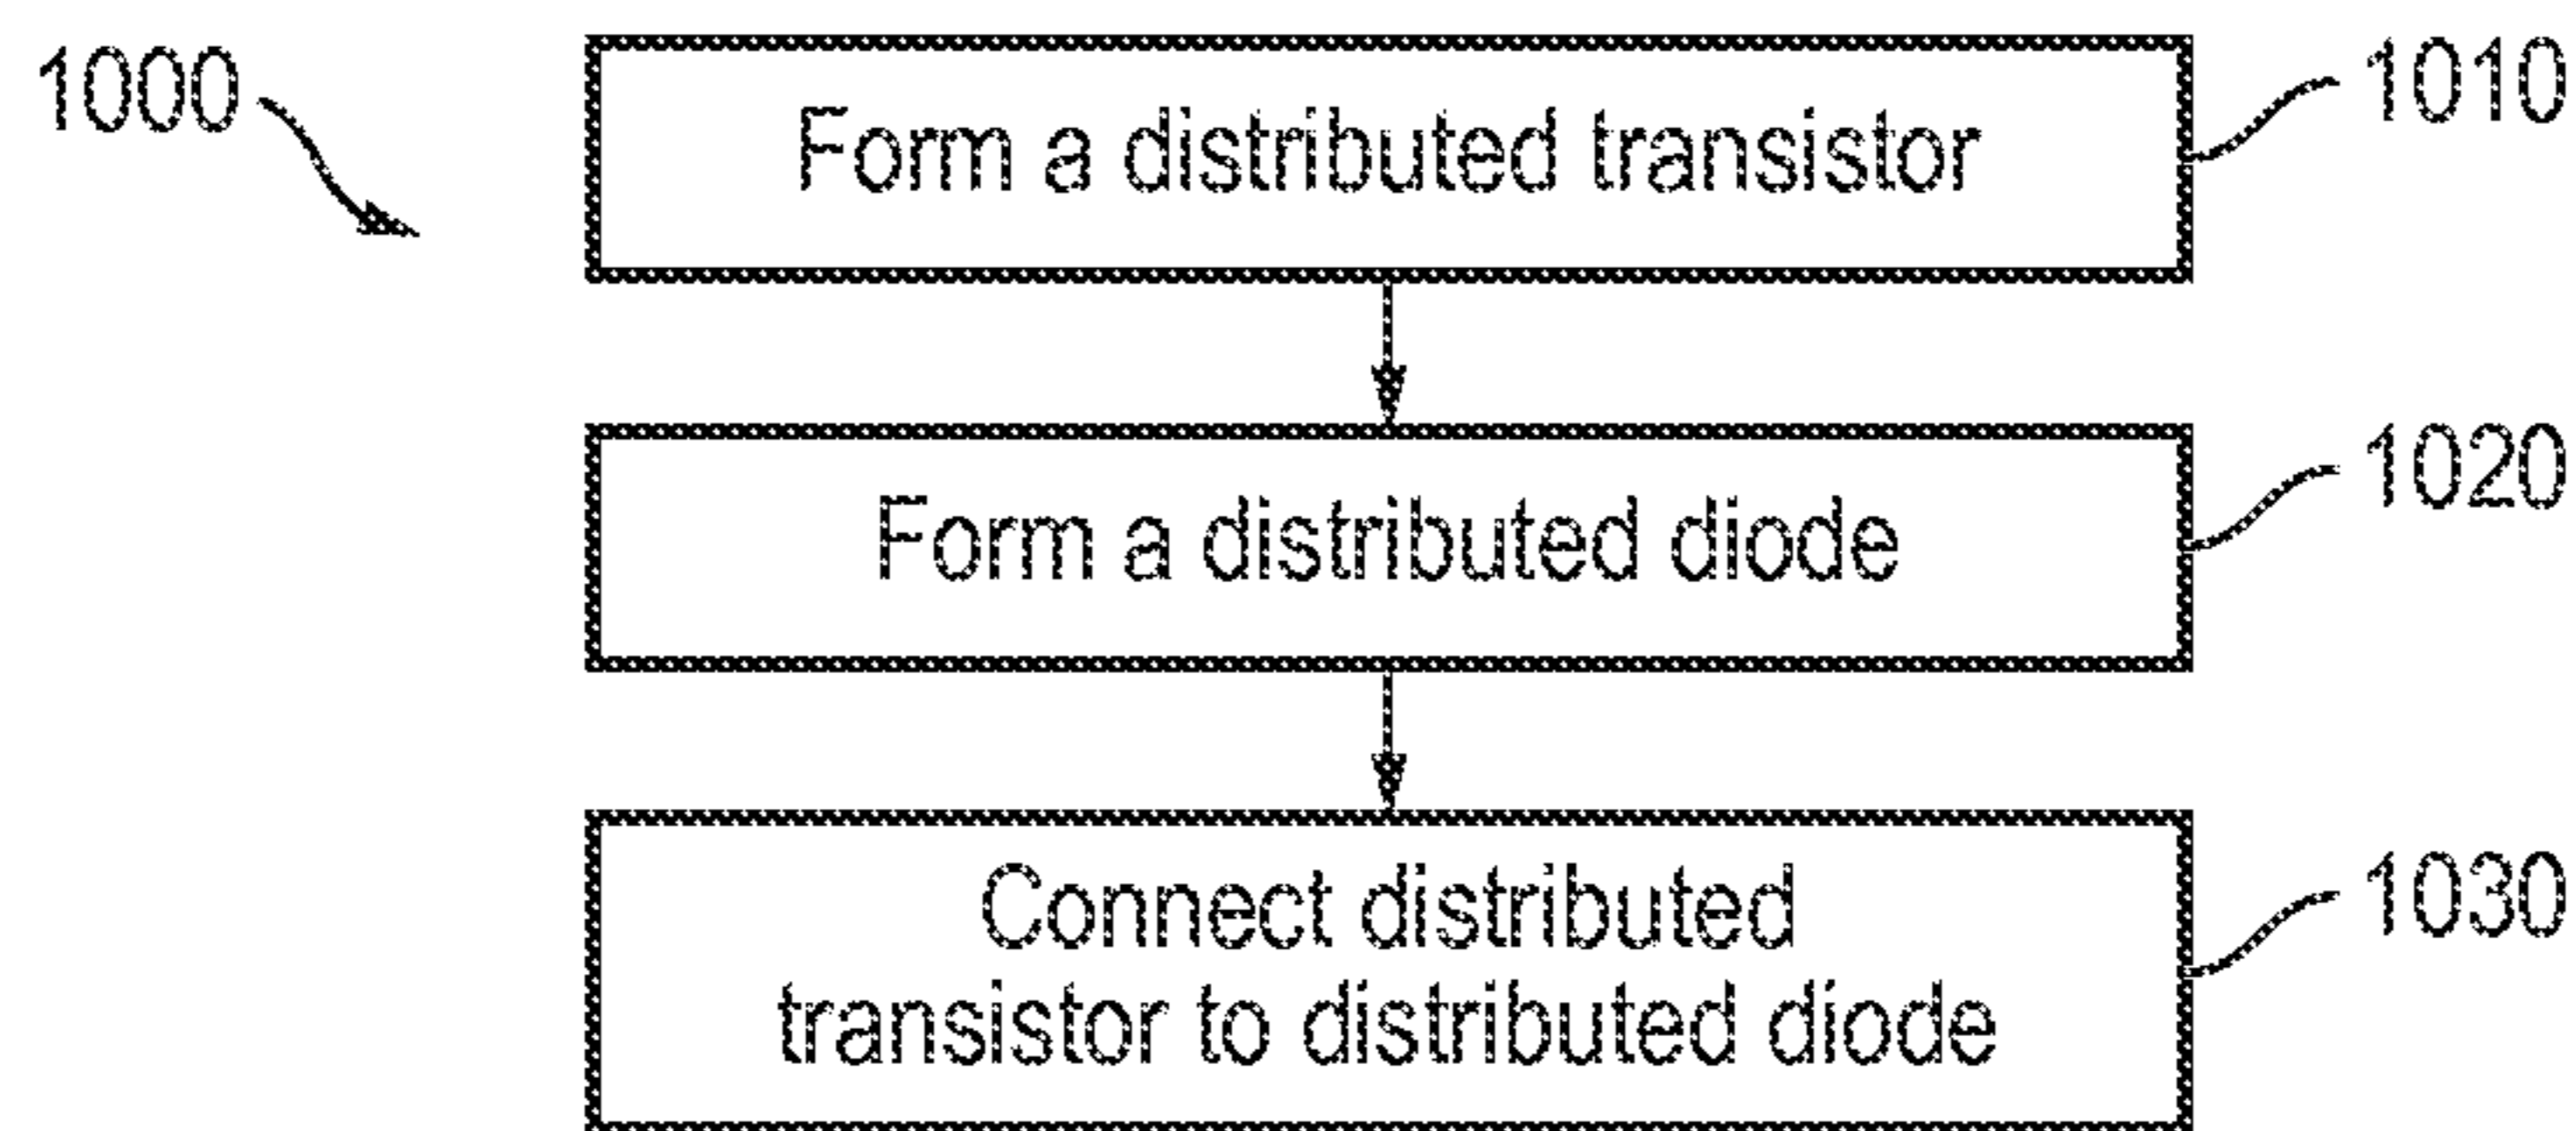 1000
Form a distributed transistor
1010
Form a distributed diode
1020
Connect distributed
transistor to distributed diode
1030